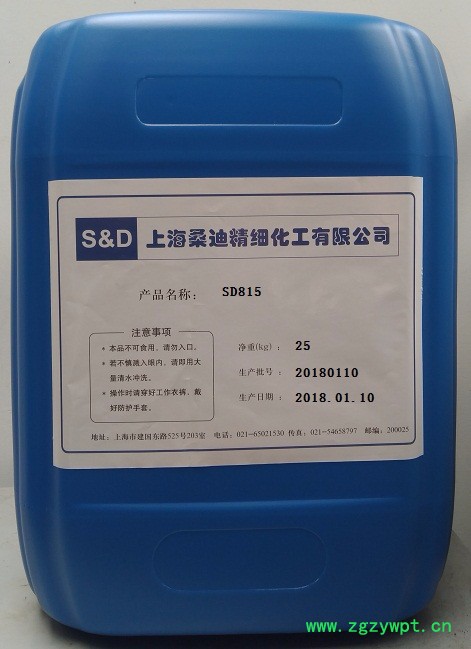 S&D 上海桑迪精细化工有限公司
产品名称： SD815
注意事项
* 本品不可食用，请勿入口。
* 若不慎溅入眼内，请即用大
量清水冲洗。
* 操作时请穿好工作衣裤，戴
好防护手套。
净重(kg)： 25
生产批号： 20180110
生产日期： 2018.01.10
地址：上海市建国东路525号203室 电话：021-65021530 传真：021-54658797 邮编：200025
www.zgzywpt.cn